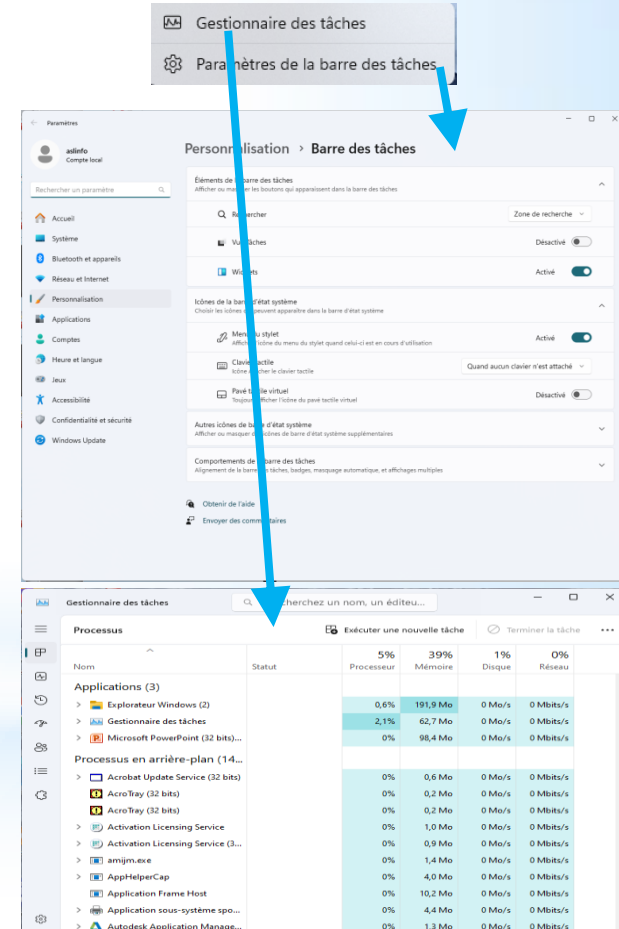 Gestionnaire des tâches
Paramètres de la barre des tâches
Paramètres
aslinfo
Compte local
Rechercher un paramètre
Accueil
Système
Bluetooth et appareils
Réseau et Internet
Personnalisation
Applications
Comptes
Heure et langue
Jeux
Accessibilité
Confidentialité et sécurité
Windows Update
Personnalisation > Barre des tâches
Éléments de la barre des tâches
Afficher ou masquer les boutons qui apparaissent dans la barre des tâches
Rechercher Zone de recherche
Vue Tâches Désactivé
Widgets Activé
Icônes de la barre d'état système
Choisir les icônes qui peuvent apparaître dans la barre d'état système
Menu du stylet Activé
Afficher l'icône du menu du stylet quand celui-ci est en cours d'utilisation
Clavier tactile Quand aucun clavier n'est attaché
Icône afficher le clavier tactile
Pavé tactile virtuel Désactivé
Toujours afficher l'icône du pavé tactile virtuel
Autres icônes de barre d'état système
Afficher ou masquer des icônes de barre d'état système supplémentaires
Comportements de la barre des tâches
Alignement de la barre des tâches, badges, masquage automatique, et affichages multiples
Obtenir de l'aide
Envoyer des commentaires
Gestionnaire des tâches cherchez un nom, un éditeu...
Processus Exécuter une nouvelle tâche Terminer la tâche ...
5% 39% 1% 0%
Nom Statut Processeur Mémoire Disque Réseau
Applications (3)
> Explorateur Windows (2) 0,6% 191,9 Mo 0 Mo/s 0 Mbits/s
> Gestionnaire des tâches 2,1% 62,7 Mo 0 Mo/s 0 Mbits/s
> Microsoft PowerPoint (32 bits)... 0% 98,4 Mo 0 Mo/s 0 Mbits/s
Processus en arrière-plan (14...
> Acrobat Update Service (32 bits) 0% 0,6 Mo 0 Mo/s 0 Mbits/s
AcroTray (32 bits) 0% 0,2 Mo 0 Mo/s 0 Mbits/s
AcroTray (32 bits) 0% 0,2 Mo 0 Mo/s 0 Mbits/s
> Activation Licensing Service 0% 1,0 Mo 0 Mo/s 0 Mbits/s
> Activation Licensing Service (3... 0% 0,9 Mo 0 Mo/s 0 Mbits/s
> amijm.exe 0% 1,4 Mo 0 Mo/s 0 Mbits/s
> AppHelperCap 0% 4,0 Mo 0 Mo/s 0 Mbits/s
Application Frame Host 0% 10,2 Mo 0 Mo/s 0 Mbits/s
> Application sous-système spo... 0% 4,4 Mo 0 Mo/s 0 Mbits/s
> Autodesk Application Manage... 0% 1,3 Mo 0 Mo/s 0 Mbits/s